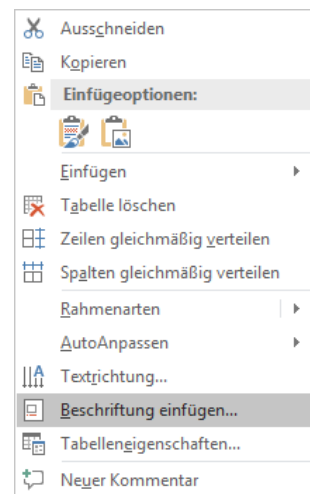 Ausschneiden
Kopieren
Einfügeoptionen:
Einfügen
Tabelle löschen
Zeilen gleichmäßig verteilen
Spalten gleichmäßig verteilen
Rahmenarten
AutoAnpassen
Textrichtung...
Beschriftung einfügen...
Tabelleneigenschaften...
Neuer Kommentar